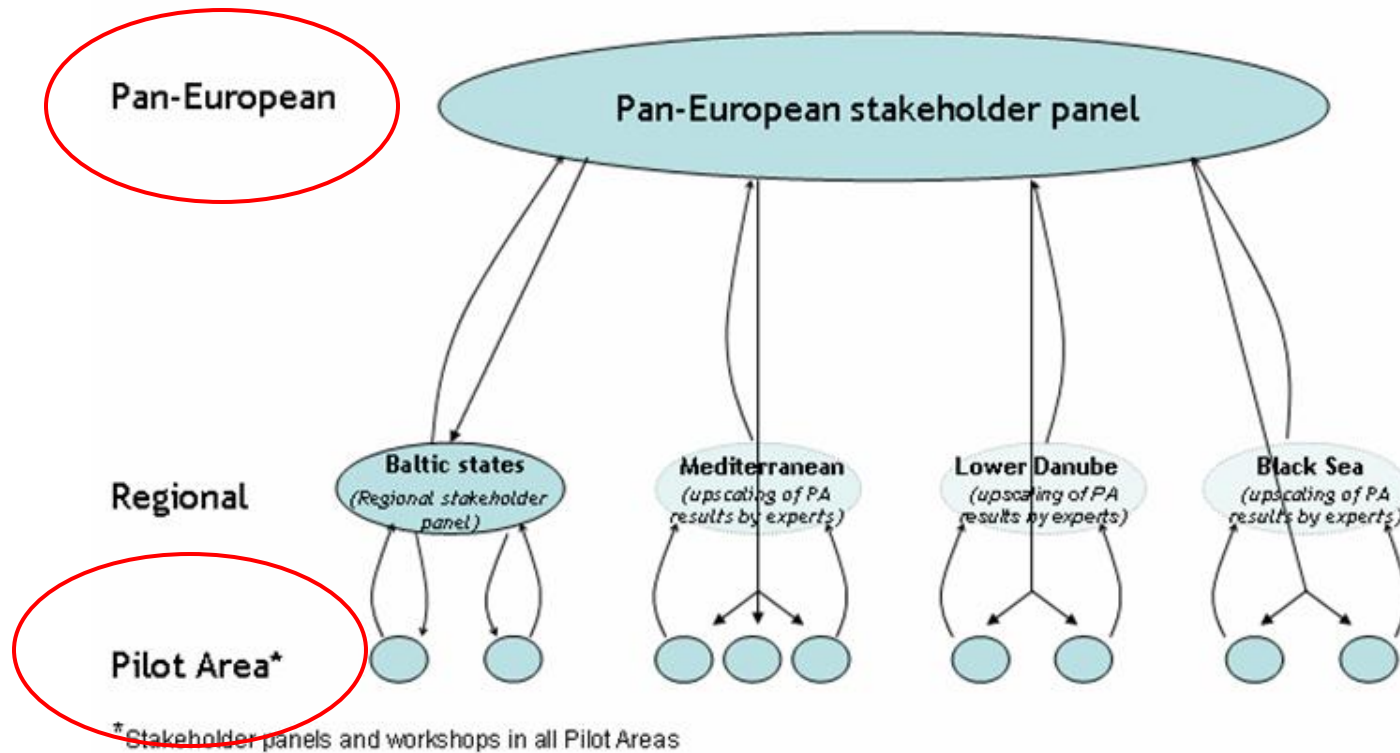 Pan-European
Pan-European stakeholder panel
Regional
Baltic states
(Regional stakeholder
panel)
Mediterranean
(upscaling of PA
results by experts)
Lower Danube
(upscaling of PA
results by experts)
Black Sea
(upscaling of PA
results by experts)
Pilot Area*
*Stakeholder panels and workshops in all Pilot Areas